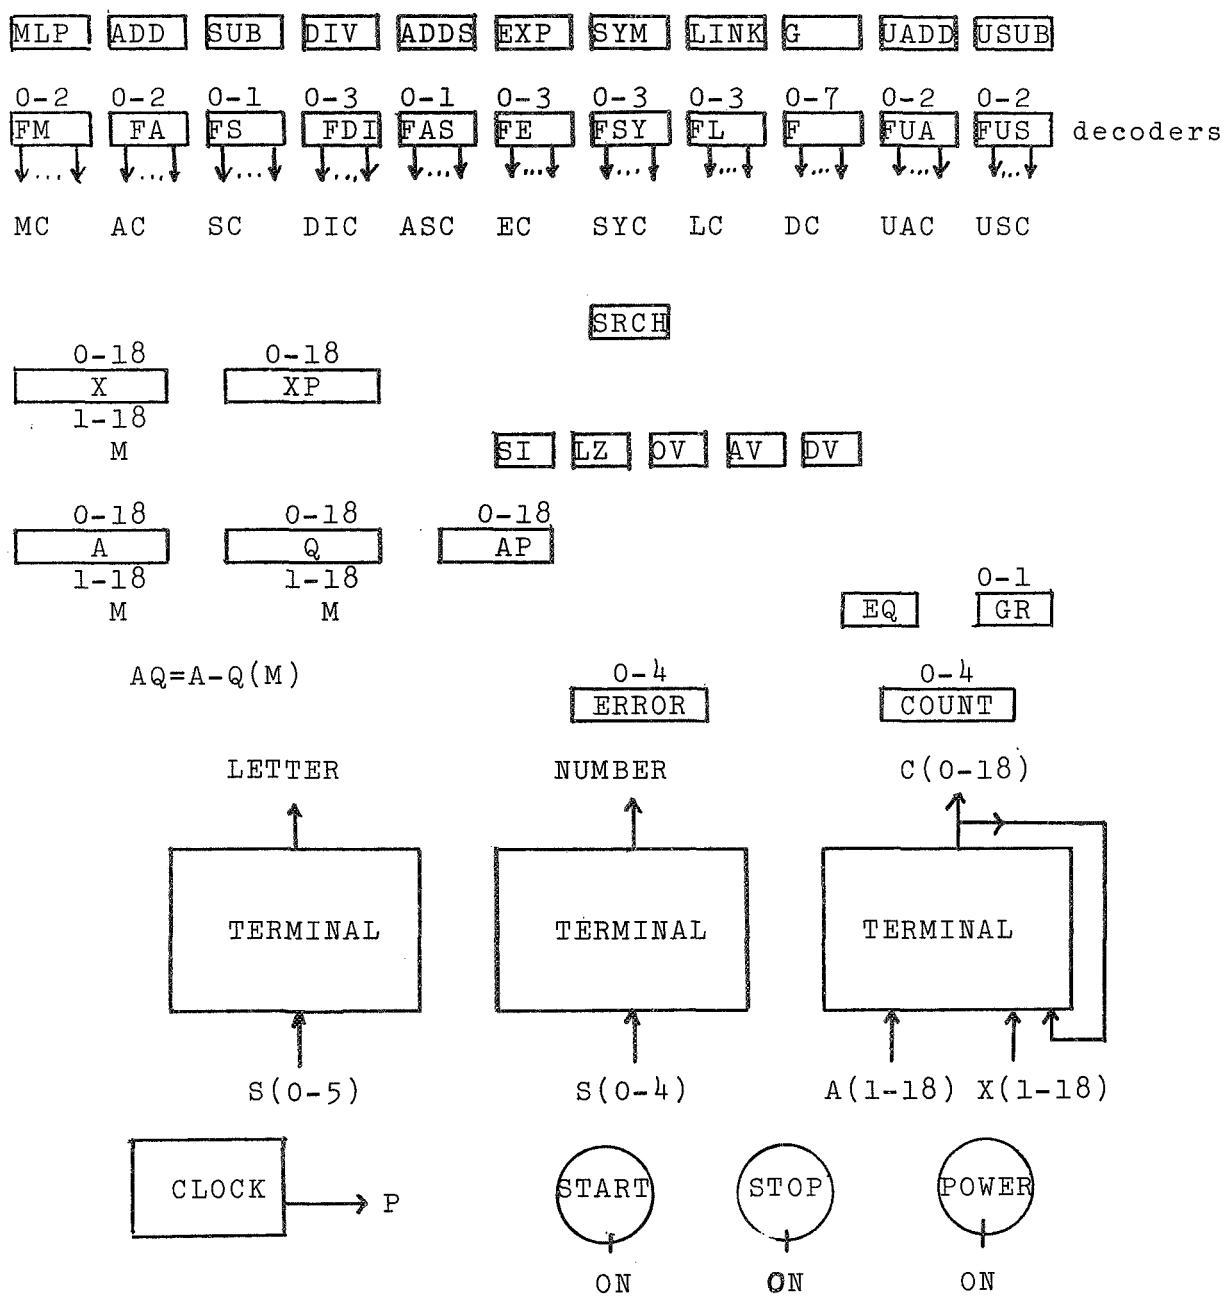 MLP ADD SUB DIV ADDS EXP SYM LINK G UADD USUB
0-2 0-2 0-1 0-3 0-1 0-3 0-3 0-3 0-7 0-2 0-2
FM FA FS FDI FAS FE FSY FL F FUA FUS decoders
... ... ... ... ... ... ... ... ... ... ...
MC AC SC DIC ASC EC SYC LC DC UAC USC
SRCH
0-18 0-18
X XP
1-18
M
SI LZ OV AV DV
0-18 0-18 0-18
A Q AP
1-18 1-18
M M
0-1
EQ GR
AQ=A-Q(M)
0-4 0-4
ERROR COUNT
LETTER NUMBER C(0-18)
TERMINAL TERMINAL TERMINAL
S(0-5) S(0-4) A(1-18) X(1-18)
CLOCK P START STOP POWER
ON ON ON